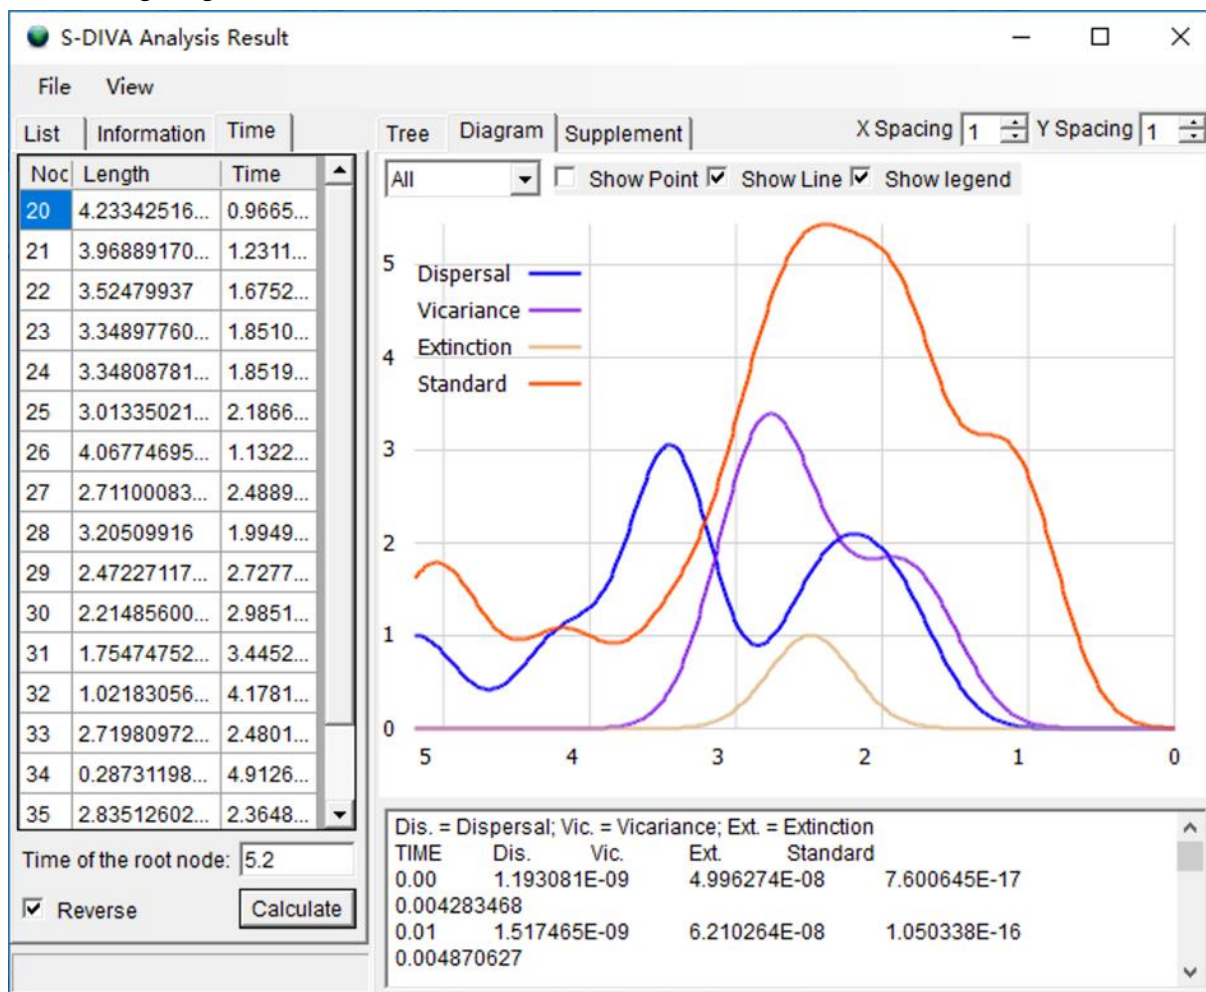 S-DIVA Analysis Result
File View
List Information Time
Noc Length Time
20 4.23342516... 0.9665...
21 3.96889170... 1.2311...
22 3.52479937 1.6752...
23 3.34897760... 1.8510...
24 3.34808781... 1.8519...
25 3.01335021... 2.1866...
26 4.06774695... 1.1322...
27 2.71100083... 2.4889...
28 3.20509916 1.9949...
29 2.47227117... 2.7277...
30 2.21485600... 2.9851...
31 1.75474752... 3.4452...
32 1.02183056... 4.1781...
33 2.71980972... 2.4801...
34 0.28731198... 4.9126...
35 2.83512602... 2.3648...
Time of the root node: 5.2
Reverse Calculate
Tree Diagram Supplement X Spacing 1 Y Spacing 1
All Show Point Show Line Show legend
5
4
3
2
1
0
Dispersal
Vicariance
Extinction
Standard
5 4 3 2 1 0
Dis. = Dispersal; Vic. = Vicariance; Ext. = Extinction
TIME Dis. Vic. Ext. Standard
0.00 1.193081E-09 4.996274E-08 7.600645E-17
0.004283468
0.01 1.517465E-09 6.210264E-08 1.050338E-16
0.004870627